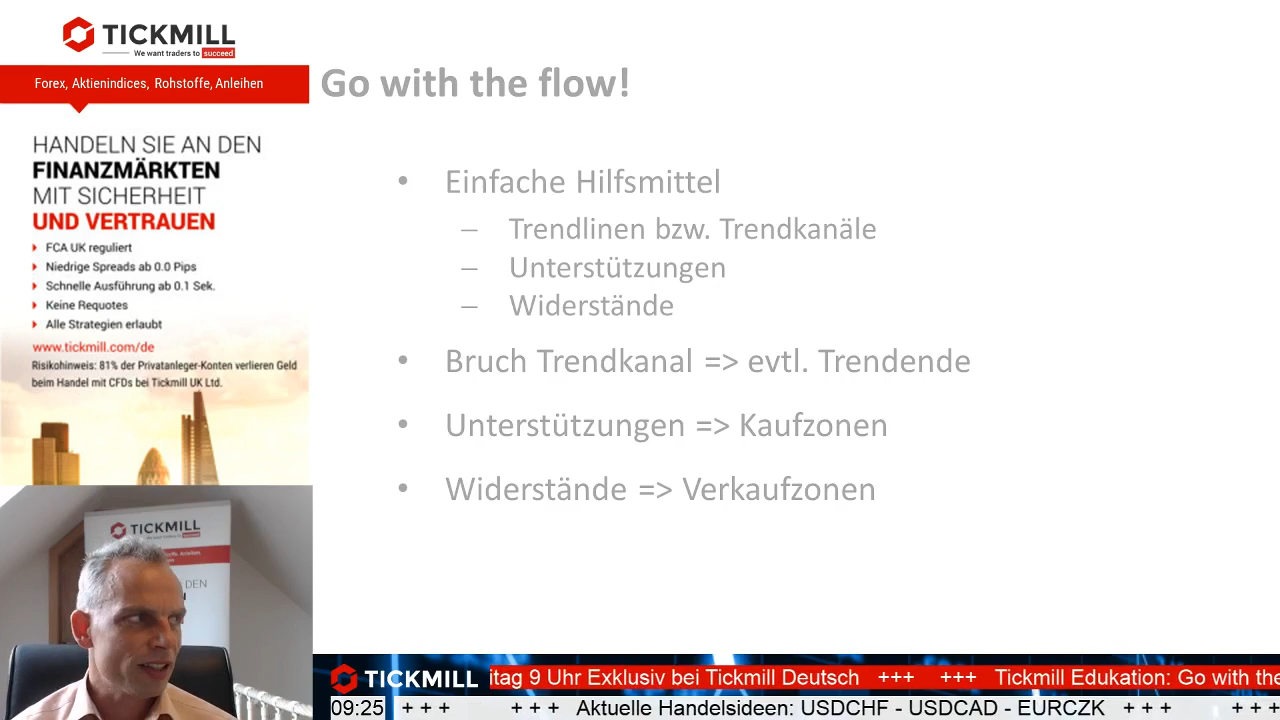 TICKMILL
We want traders to succeed
Forex, Aktienindices, Rohstoffe, Anleihen
HANDELN SIE AN DEN
FINANZMÄRKTEN
MIT SICHERHEIT
UND VERTRAUEN
FCA UK reguliert
Niedrige Spreads ab 0.0 Pips
Schnelle Ausführung ab 0.1 Sek.
Keine Requotes
Alle Strategien erlaubt
www.tickmill.com/de
Risikohinweis: 81% der Privatanleger-Konten verlieren Geld
beim Handel mit CFDs bei Tickmill UK Ltd.
Go with the flow!
• Einfache Hilfsmittel
– Trendlinen bzw. Trendkanäle
– Unterstützungen
– Widerstände
• Bruch Trendkanal => evtl. Trendende
• Unterstützungen => Kaufzonen
• Widerstände => Verkaufzonen
TICKMILL
DEN
TICKMILL itag 9 Uhr Exklusiv bei Tickmill Deutsch +++ +++ Tickmill Edukation: Go with the
09:25 +++ +++ Aktuelle Handelsideen: USDCHF - USDCAD - EURCZK +++ +++